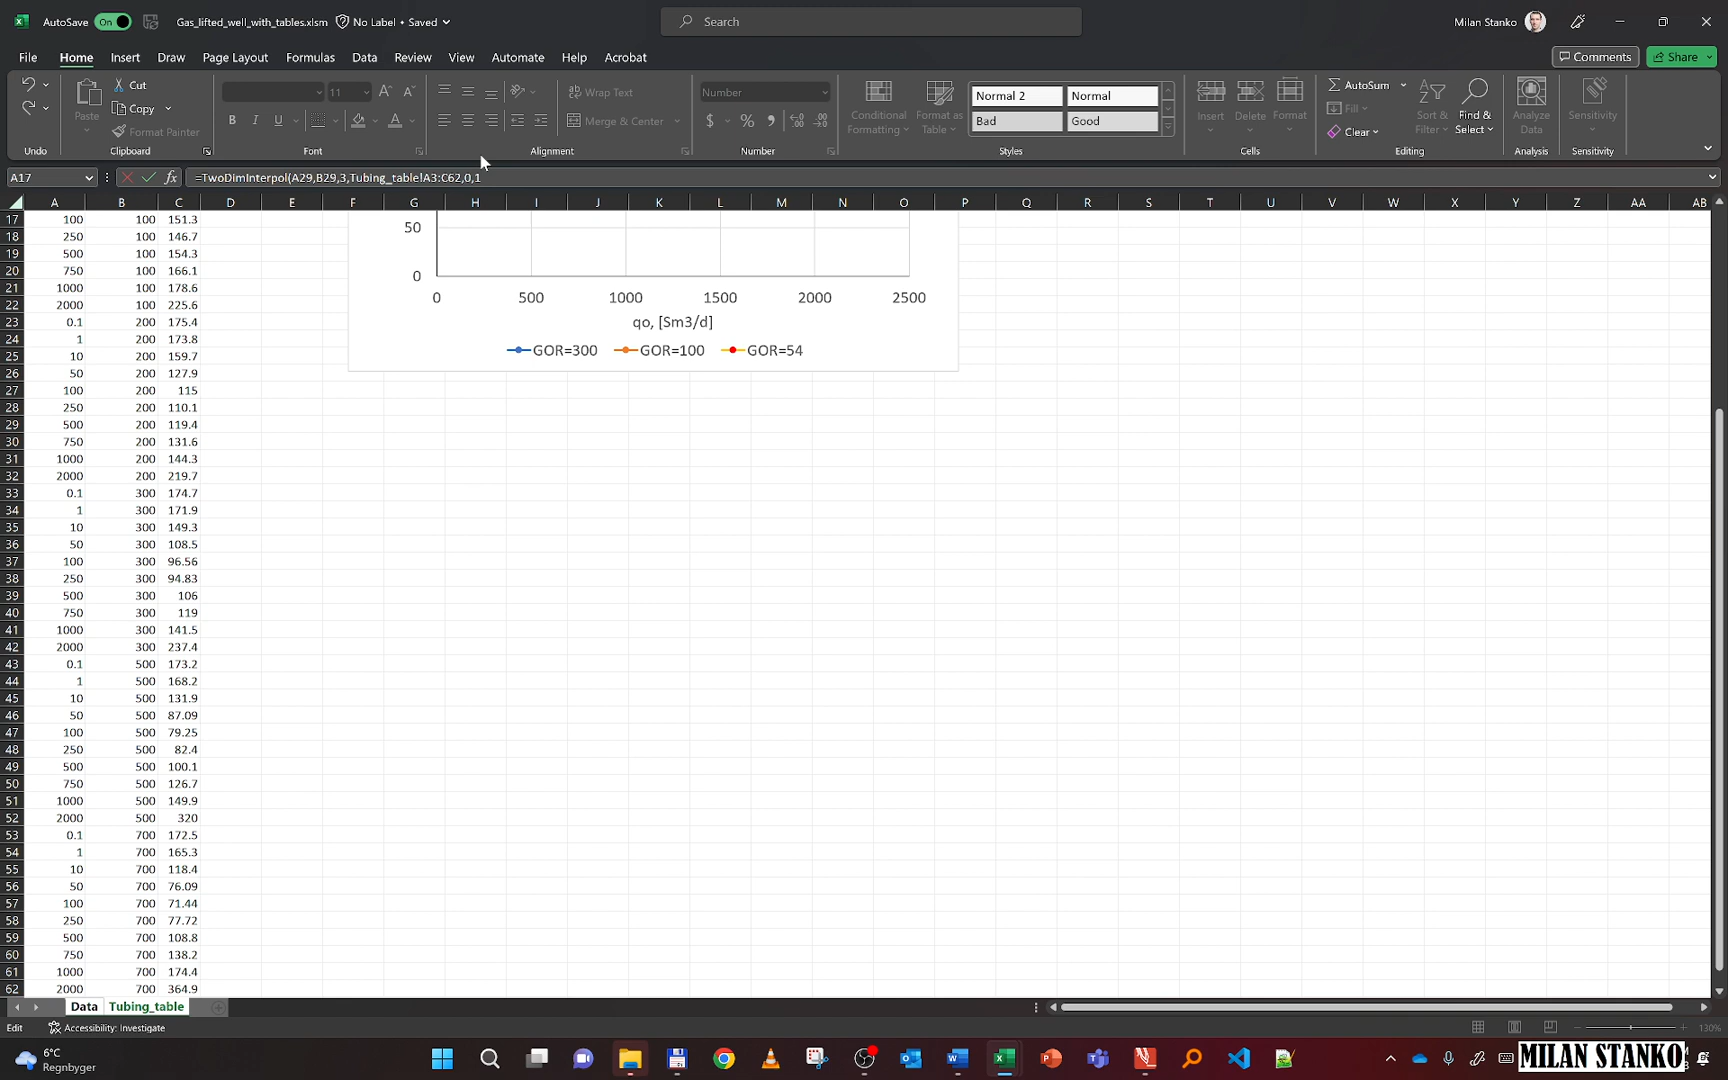 AutoSave On Gas_lifted_well_with_tables.xlsm No Label • Saved Search Milan Stanko
File Home Insert Draw Page Layout Formulas Data Review View Automate Help Acrobat Comments Share
Cut
Copy
Format Painter
Paste
11
Wrap Text
Merge & Center
Number
Conditional Formatting
Format as Table
Normal 2 Normal
Bad Good
Insert Delete Format
AutoSum
Fill
Clear
Sort & Filter
Find & Select
Analyze Data
Sensitivity
Undo Clipboard Font Alignment Number Styles Cells Editing Analysis Sensitivity
A17 fx =TwoDimInterpol(A29,B29,3,Tubing_table!A3:C62,0,1
A B C D E F G H I J K L M N O P Q R S T U V W X Y Z AA AB
17 100 100 151.3
18 250 100 146.7
19 500 100 154.3
20 750 100 166.1
21 1000 100 178.6
22 2000 100 225.6
23 0.1 200 175.4
24 1 200 173.8
25 10 200 159.7
26 50 200 127.9
27 100 200 115
28 250 200 110.1
29 500 200 119.4
30 750 200 131.6
31 1000 200 144.3
32 2000 200 219.7
33 0.1 300 174.7
34 1 300 171.9
35 10 300 149.3
36 50 300 108.5
37 100 300 96.56
38 250 300 94.83
39 500 300 106
40 750 300 119
41 1000 300 141.5
42 2000 300 237.4
43 0.1 500 173.2
44 1 500 168.2
45 10 500 131.9
46 50 500 87.09
47 100 500 79.25
48 250 500 82.4
49 500 500 100.1
50 750 500 126.7
51 1000 500 149.9
52 2000 500 320
53 0.1 700 172.5
54 1 700 165.3
55 10 700 118.4
56 50 700 76.09
57 100 700 71.44
58 250 700 77.72
59 500 700 108.8
60 750 700 138.2
61 1000 700 174.4
62 2000 700 364.9
50
0
0 500 1000 1500 2000 2500
qo, [Sm3/d]
GOR=300 GOR=100 GOR=54
Data Tubing_table
Edit Accessibility: Investigate 130%
6°C
Regnbyger
MILAN STANKO